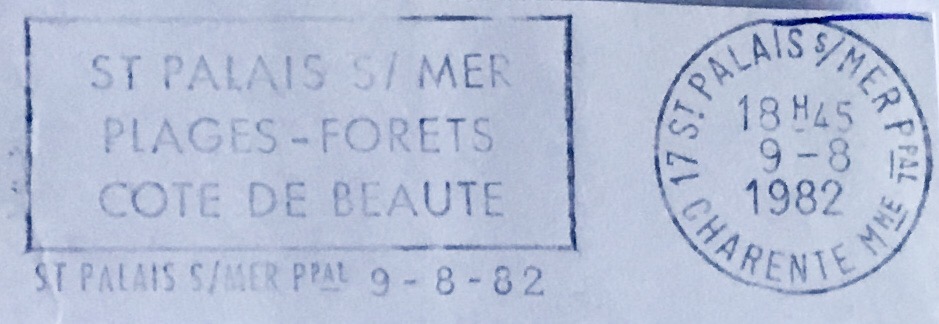 ST PALAIS S/MER
PLAGES-FORETS
COTE DE BEAUTE
ST PALAIS S/MER PPAL 9-8-82
17 ST PALAIS S/MER PPAL
18H45
9-8
1982
CHARENTE MME